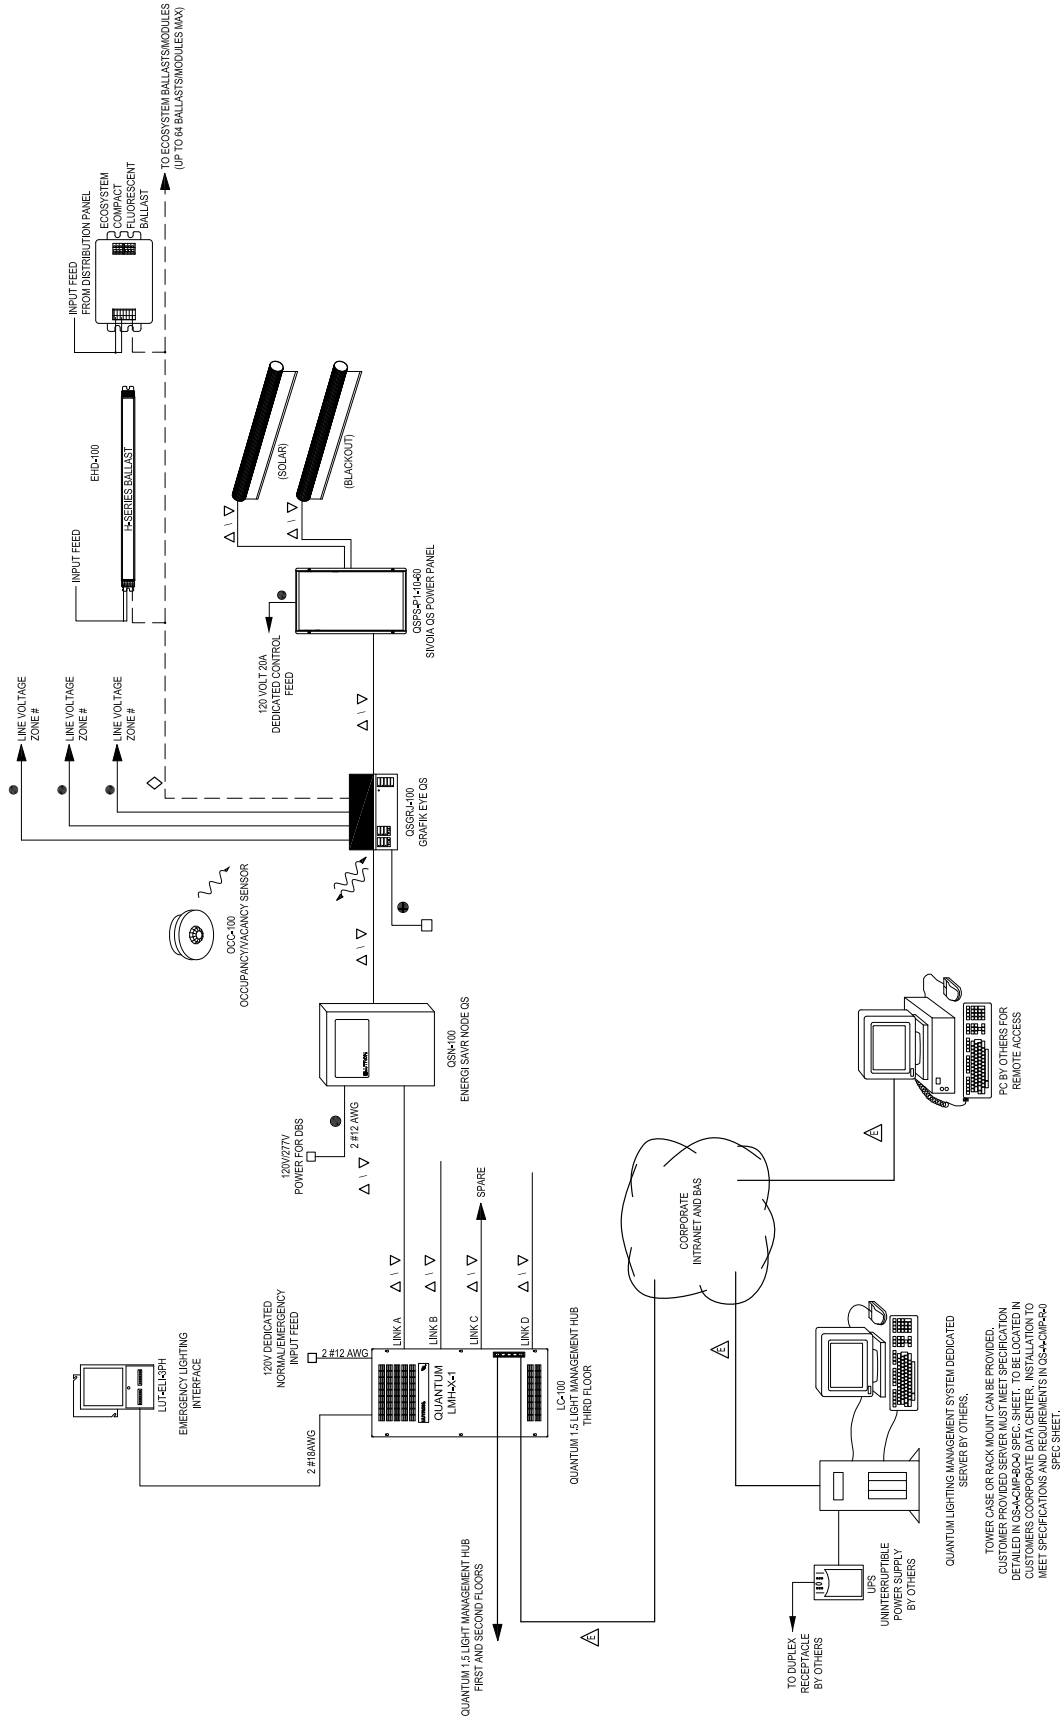 TO ECOSYSTEM BALLASTS/MODULES
(UP TO 64 BALLASTS/MODULES MAX)
INPUT FEED
FROM DISTRIBUTION PANEL
ECOSYSTEM
COMPACT
FLUORESCENT
BALLAST
EHD-100
H-SERIES BALLAST
INPUT FEED
(SOLAR)
(BLACKOUT)
QSPS-P1-10-60
SIVOIA QS POWER PANEL
120 VOLT 20A
DEDICATED CONTROL
FEED
LINE VOLTAGE
ZONE #
LINE VOLTAGE
ZONE #
LINE VOLTAGE
ZONE #
QSGRJ-100
GRAFIK EYE QS
OCC-100
OCCUPANCY/VACANCY SENSOR
LUTRON
QSN-100
ENERGI SAVR NODE QS
120V/277V
POWER FOR DBS
2 #12 AWG
LUT-ELI-3PH
EMERGENCY LIGHTING
INTERFACE
120V DEDICATED
NORMAL/EMERGENCY
INPUT FEED
2 #12 AWG
2 #18AWG
LINK A
LINK B
LINK C
LINK D
SPARE
LUTRON
QUANTUM
LMH-X-1
LC-100
QUANTUM 1.5 LIGHT MANAGEMENT HUB
THIRD FLOOR
QUANTUM 1.5 LIGHT MANAGEMENT HUB
FIRST AND SECOND FLOORS
E
CORPORATE
INTRANET AND BAS
E
E
PC BY OTHERS FOR
REMOTE ACCESS
TO DUPLEX
RECEPTACLE
BY OTHERS
UPS
UNINTERRUPTIBLE
POWER SUPPLY
BY OTHERS
QUANTUM LIGHTING MANAGEMENT SYSTEM DEDICATED
SERVER BY OTHERS.
TOWER CASE OR RACK MOUNT CAN BE PROVIDED.
CUSTOMER PROVIDED SERVER MUST MEET SPECIFICATION
DETAILED IN QS-A-CMP-BO-0 SPEC. SHEET. TO BE LOCATED IN
CUSTOMERS COORPORATE DATA CENTER. INSTALLATION TO
MEET SPECIFICATIONS AND REQUIREMENTS IN QS-A-CMP-R-0
SPEC SHEET.